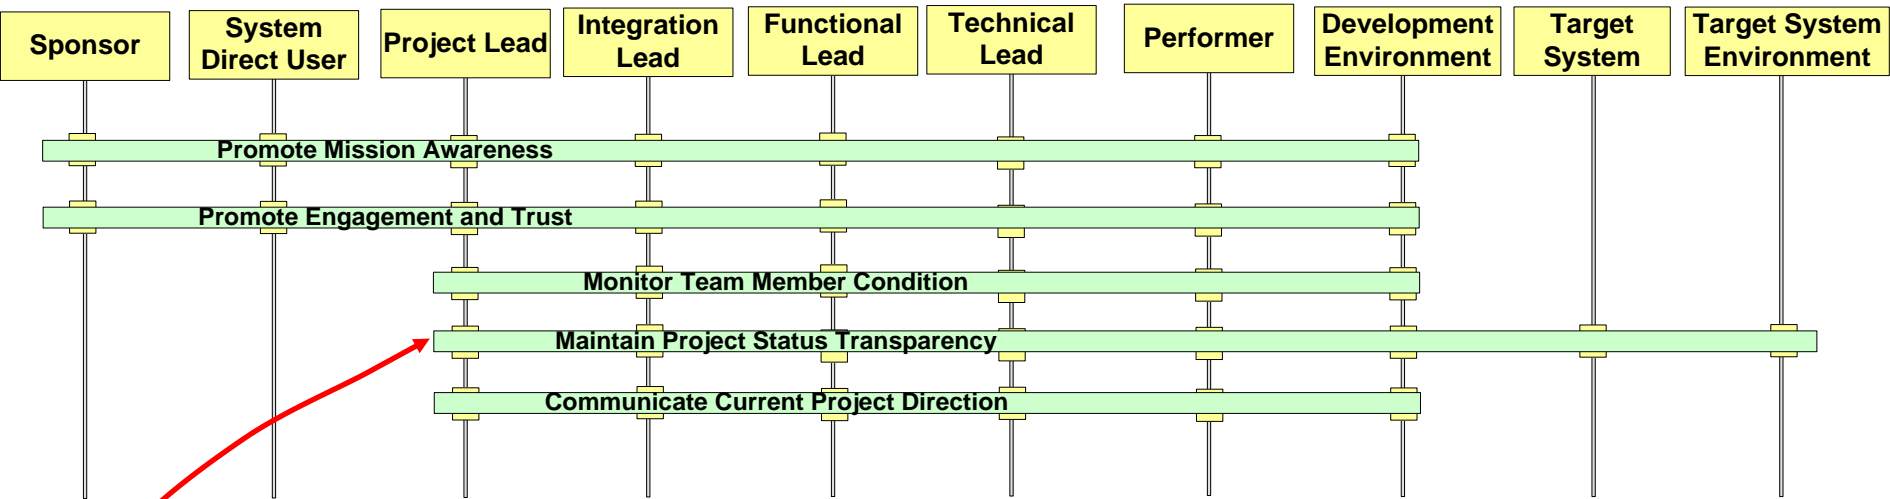 Sponsor
System
Direct User
Project Lead
Integration
Lead
Functional
Lead
Technical
Lead
Performer
Development
Environment
Target
System
Target System
Environment
Promote Mission Awareness
Promote Engagement and Trust
Monitor Team Member Condition
Maintain Project Status Transparency
Communicate Current Project Direction